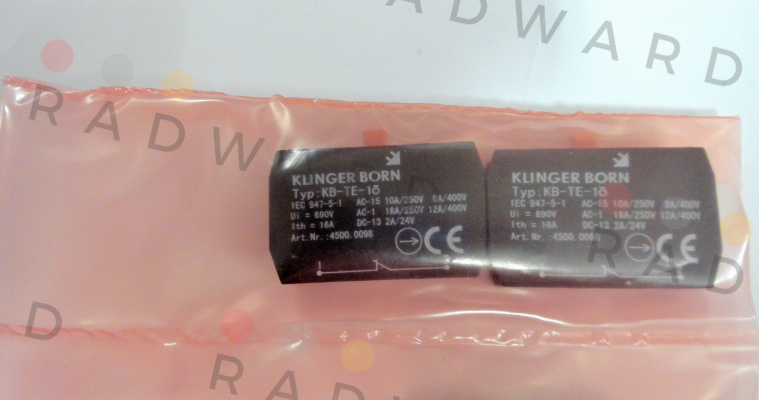 RADWARD
RADWARD
KLINGER BORN
Typ: KB-TE-1ö
IEC 947-5-1 AC-15 10A/250V 8A/400V
Ui = 690V AC-1 16A/250V 12A/400V
Ith = 16A DC-13 2A/24V
Art.Nr.:4500.0098
CE
KLINGER BORN
Typ: KB-TE-1ö
IEC 947-5-1 AC-15 10A/250V 8A/400V
Ui = 690V AC-1 16A/250V 12A/400V
Ith = 16A DC-13 2A/24V
Art.Nr.:4500.0098
CE
RAD
D
RADW